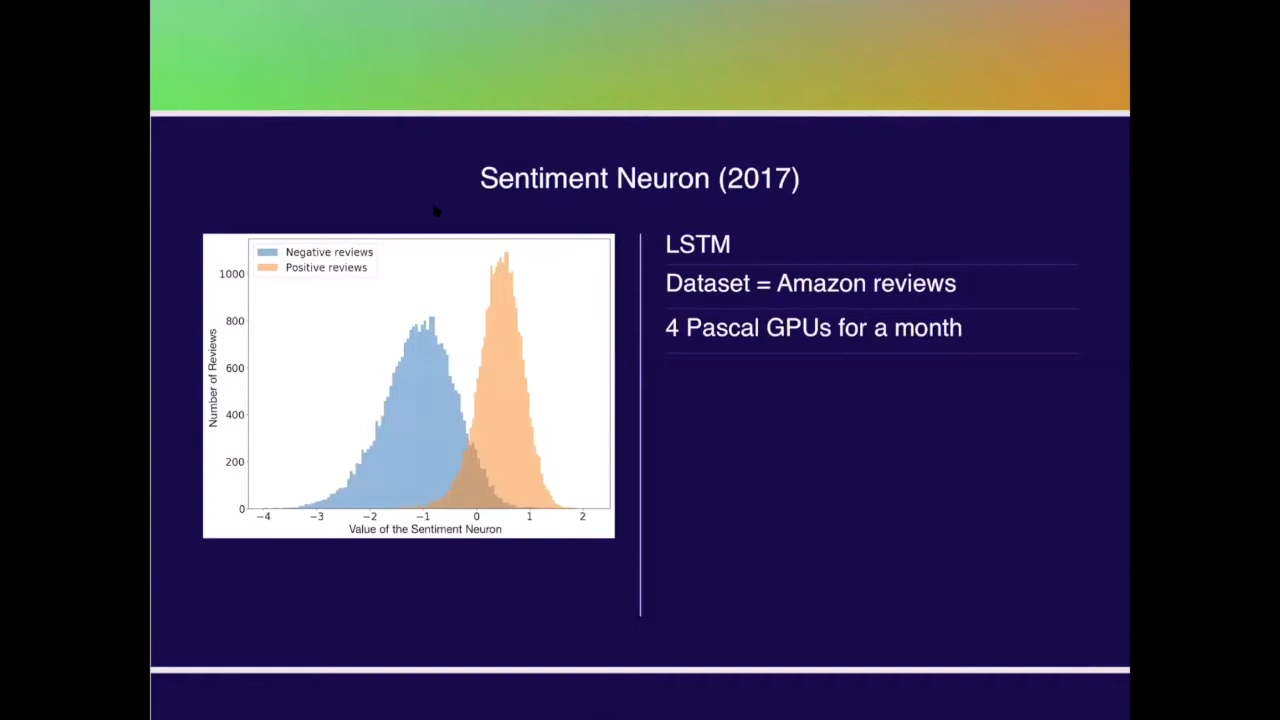 Sentiment Neuron (2017)
Negative reviews
Positive reviews
1000
800
600
400
200
0
Number of Reviews
−4 −3 −2 −1 0 1 2
Value of the Sentiment Neuron
LSTM
Dataset = Amazon reviews
4 Pascal GPUs for a month